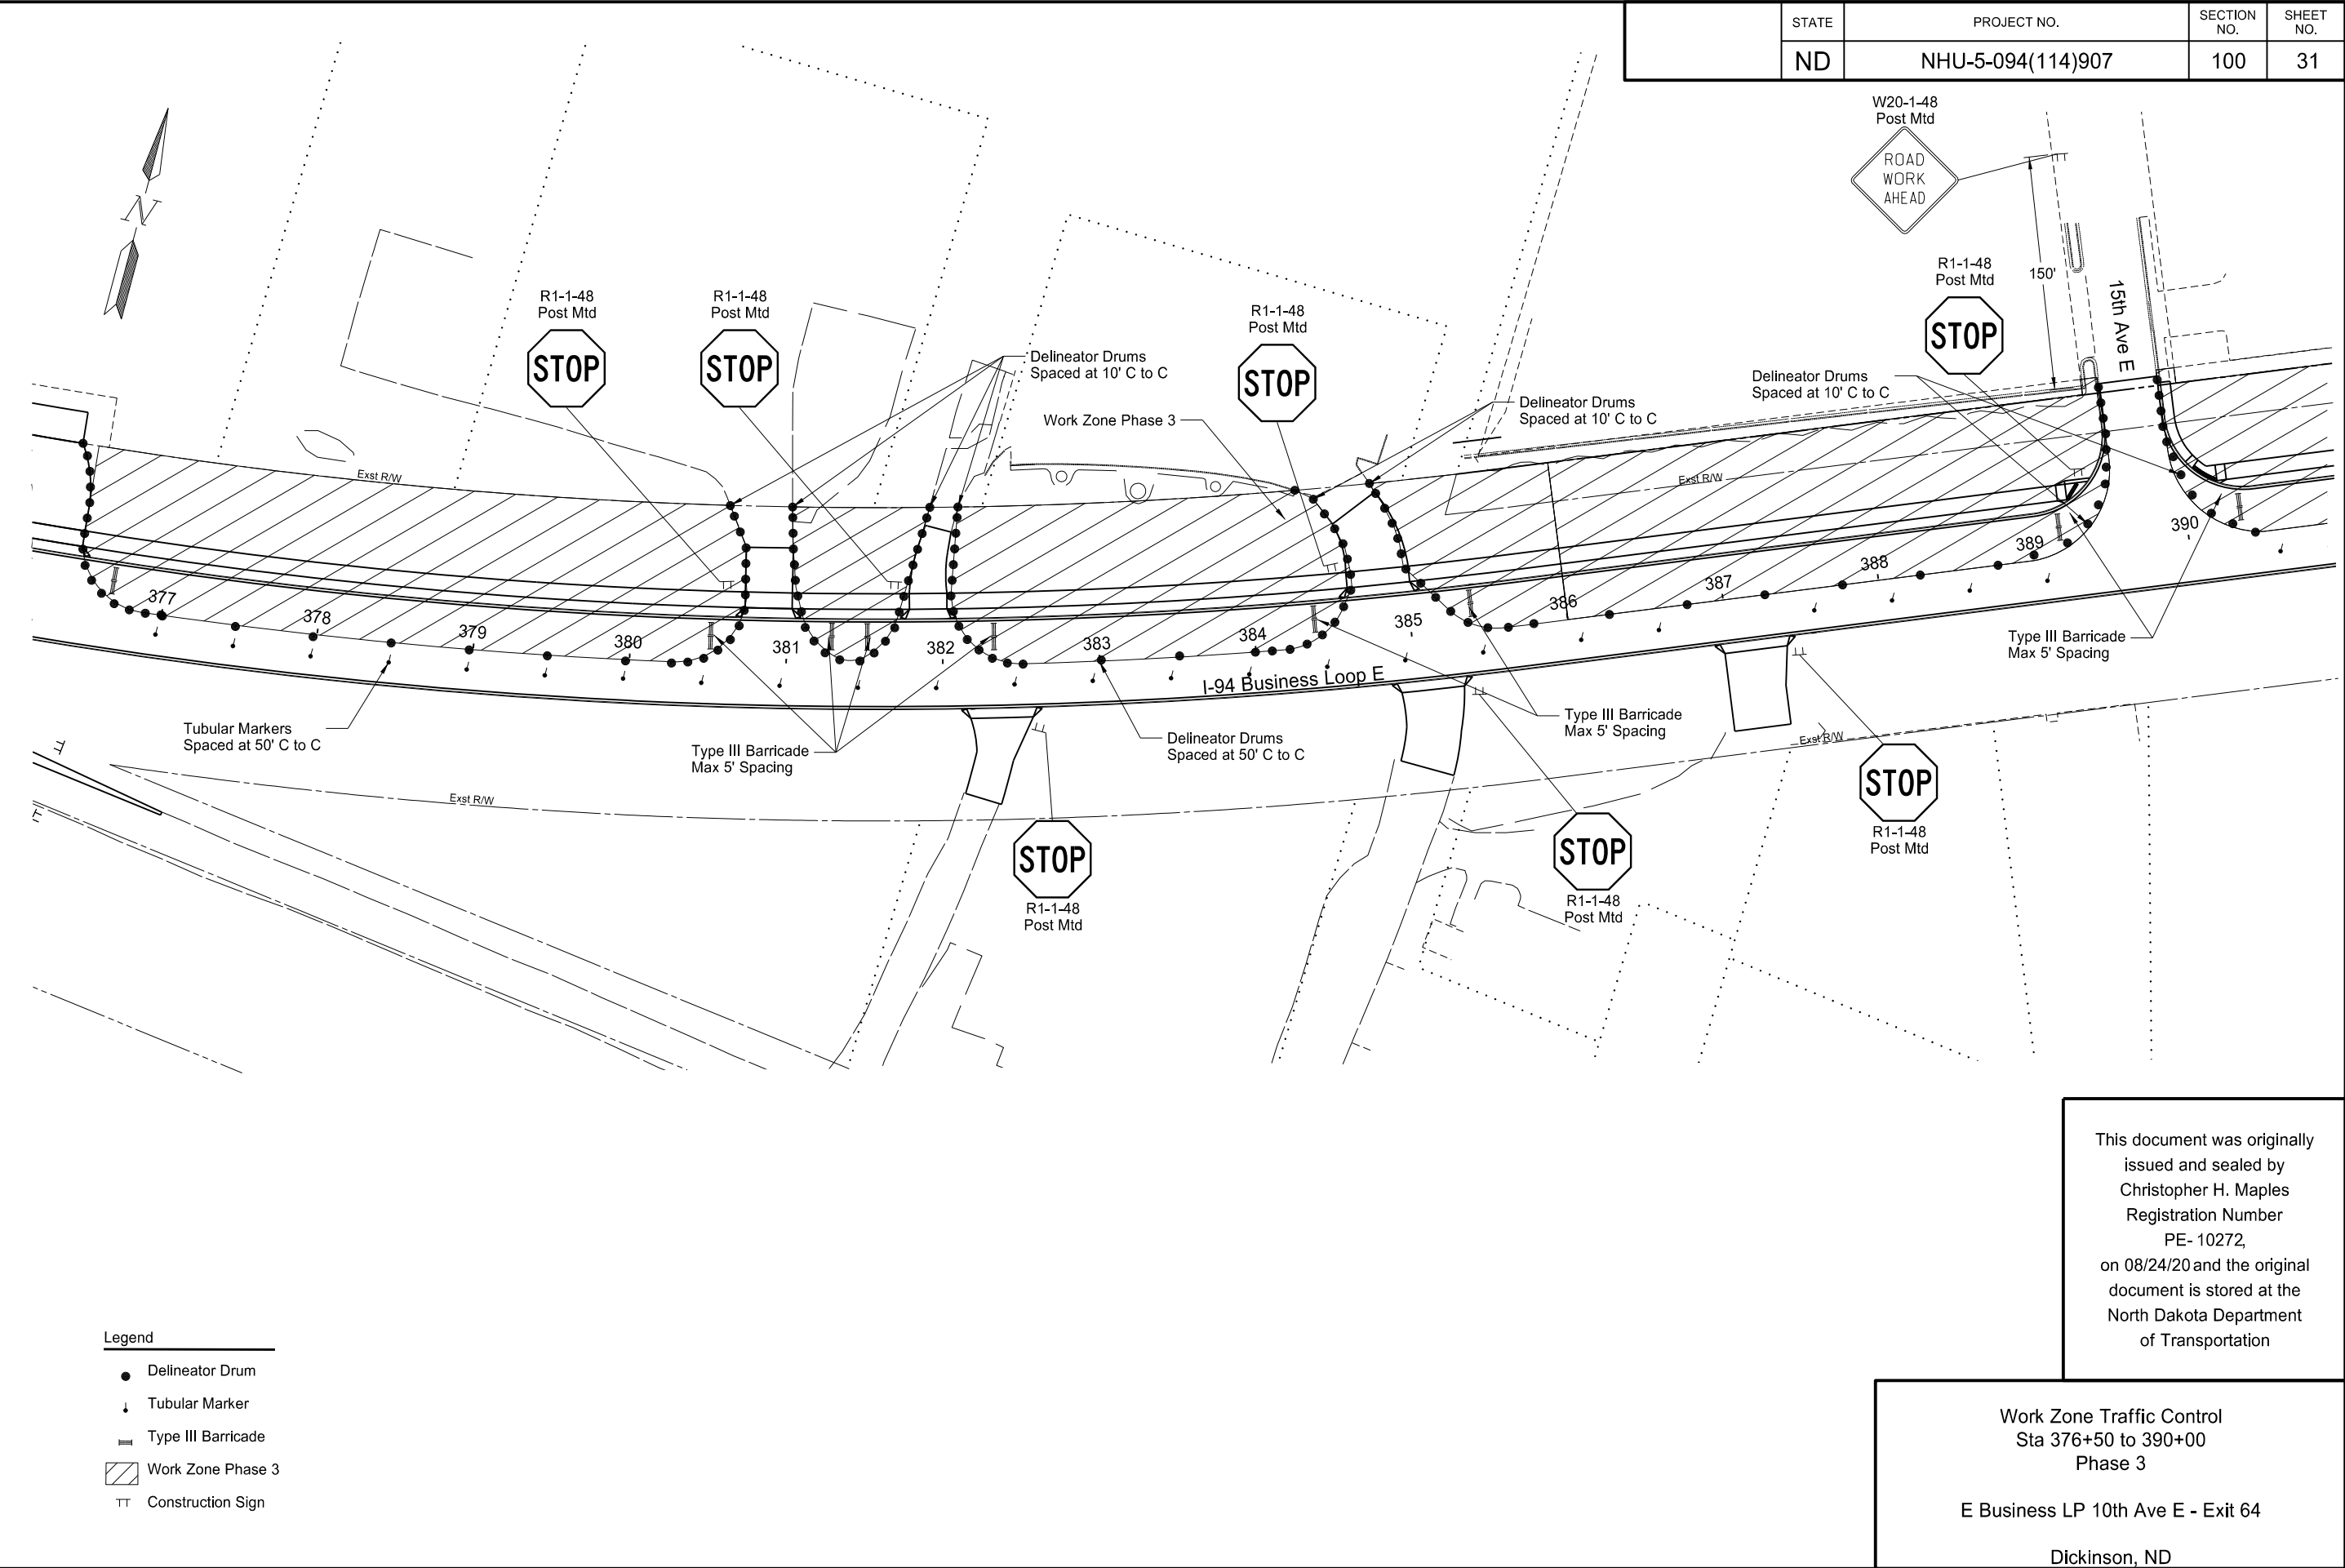 STATE
PROJECT NO.
SECTION NO.
SHEET NO.
ND
NHU-5-094(114)907
100
31
W20-1-48
Post Mtd
ROAD
WORK
AHEAD
N
R1-1-48
Post Mtd
STOP
150'
15th Ave E
R1-1-48
Post Mtd
STOP
R1-1-48
Post Mtd
STOP
R1-1-48
Post Mtd
STOP
Delineator Drums
Spaced at 10' C to C
Work Zone Phase 3
Delineator Drums
Spaced at 10' C to C
Delineator Drums
Spaced at 10' C to C
Exst R/W
Exst R/W
377
378
379
380
381
382
383
384
385
386
387
388
389
390
I-94 Business Loop E
Tubular Markers
Spaced at 50' C to C
Type III Barricade
Max 5' Spacing
Delineator Drums
Spaced at 50' C to C
Type III Barricade
Max 5' Spacing
Type III Barricade
Max 5' Spacing
Exst R/W
Exst R/W
STOP
R1-1-48
Post Mtd
STOP
R1-1-48
Post Mtd
STOP
R1-1-48
Post Mtd
This document was originally
issued and sealed by
Christopher H. Maples
Registration Number
PE- 10272,
on 08/24/20 and the original
document is stored at the
North Dakota Department
of Transportation
Legend
Delineator Drum
Tubular Marker
Type III Barricade
Work Zone Phase 3
Construction Sign
Work Zone Traffic Control
Sta 376+50 to 390+00
Phase 3
E Business LP 10th Ave E - Exit 64
Dickinson, ND